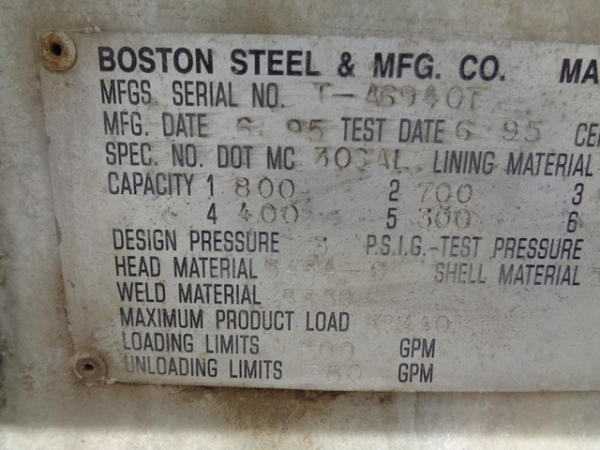 BOSTON STEEL & MFG. CO. MA
MFGS. SERIAL NO. T-A6940T
MFG. DATE 6 95 TEST DATE 6 95 CE
SPEC. NO. DOT MC LINING MATERIAL
CAPACITY 1 800 2 700 3
4 400 5 300 6
DESIGN PRESSURE 3 P.S.I.G.-TEST PRESSURE
HEAD MATERIAL SHELL MATERIAL
WELD MATERIAL
MAXIMUM PRODUCT LOAD
LOADING LIMITS GPM
UNLOADING LIMITS GPM